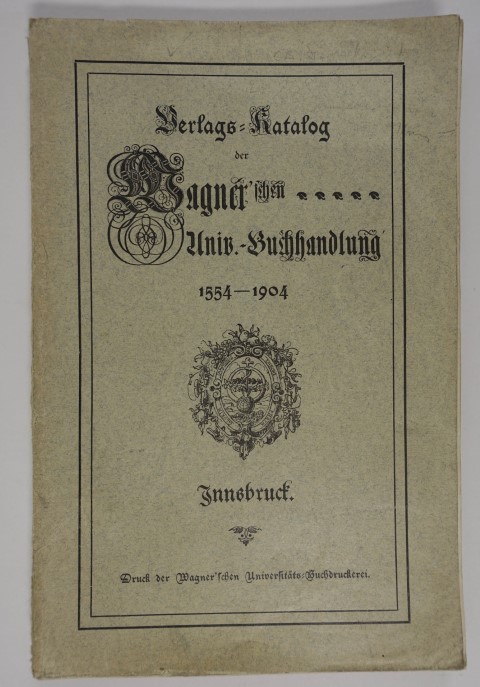 Verlags-Katalog
der
Wagner'schen
Univ.-Buchhandlung
1554—1904
Innsbruck.
Druck der Wagner'schen Universitäts-Buchdruckerei.